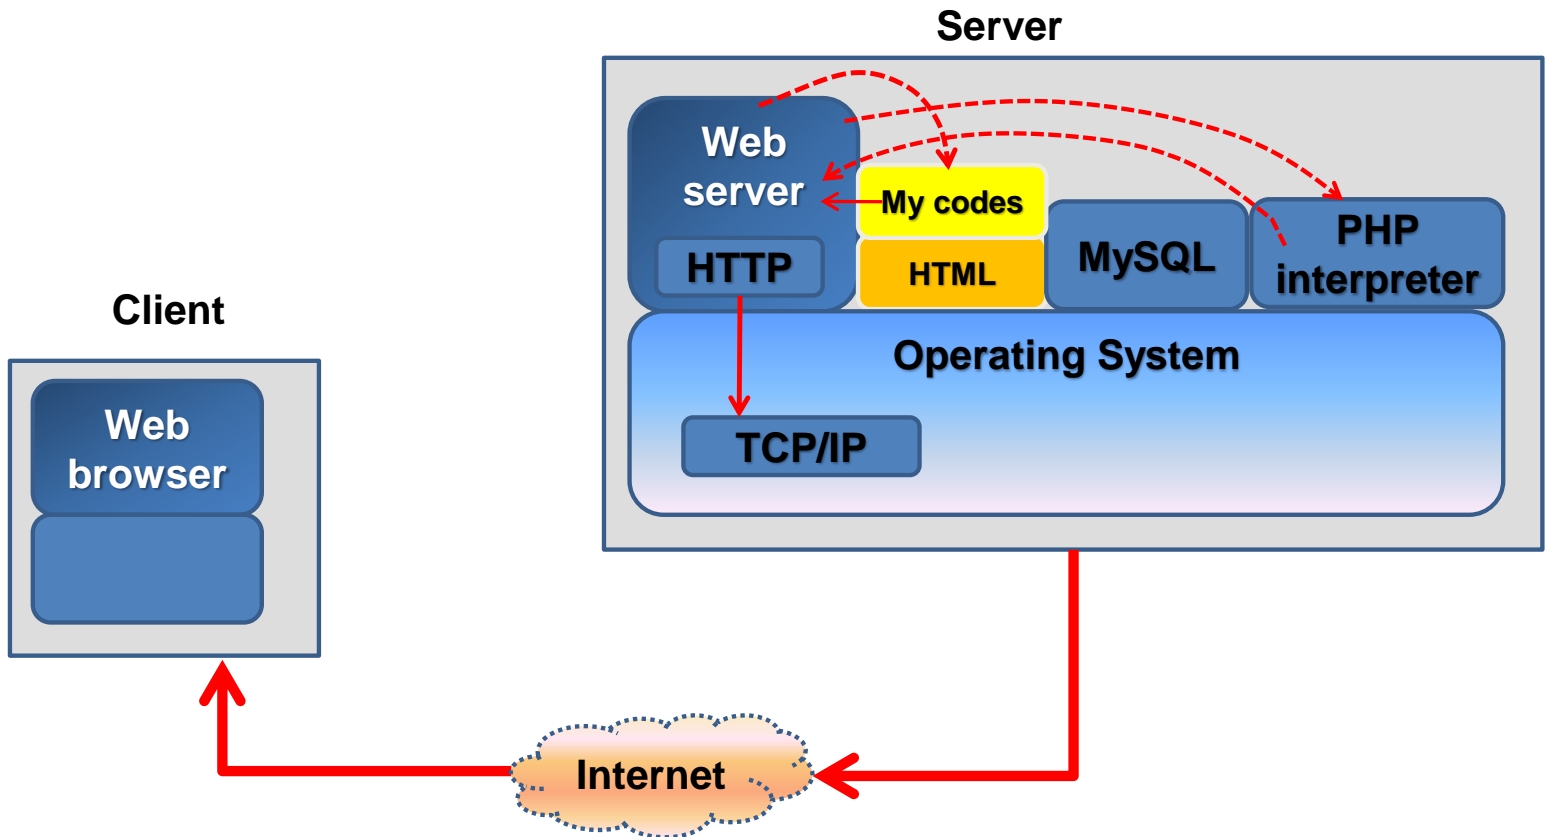 Server
Web
server
My codes
PHP
interpreter
MySQL
HTTP
HTML
Client
Operating System
Web
browser
TCP/IP
Internet